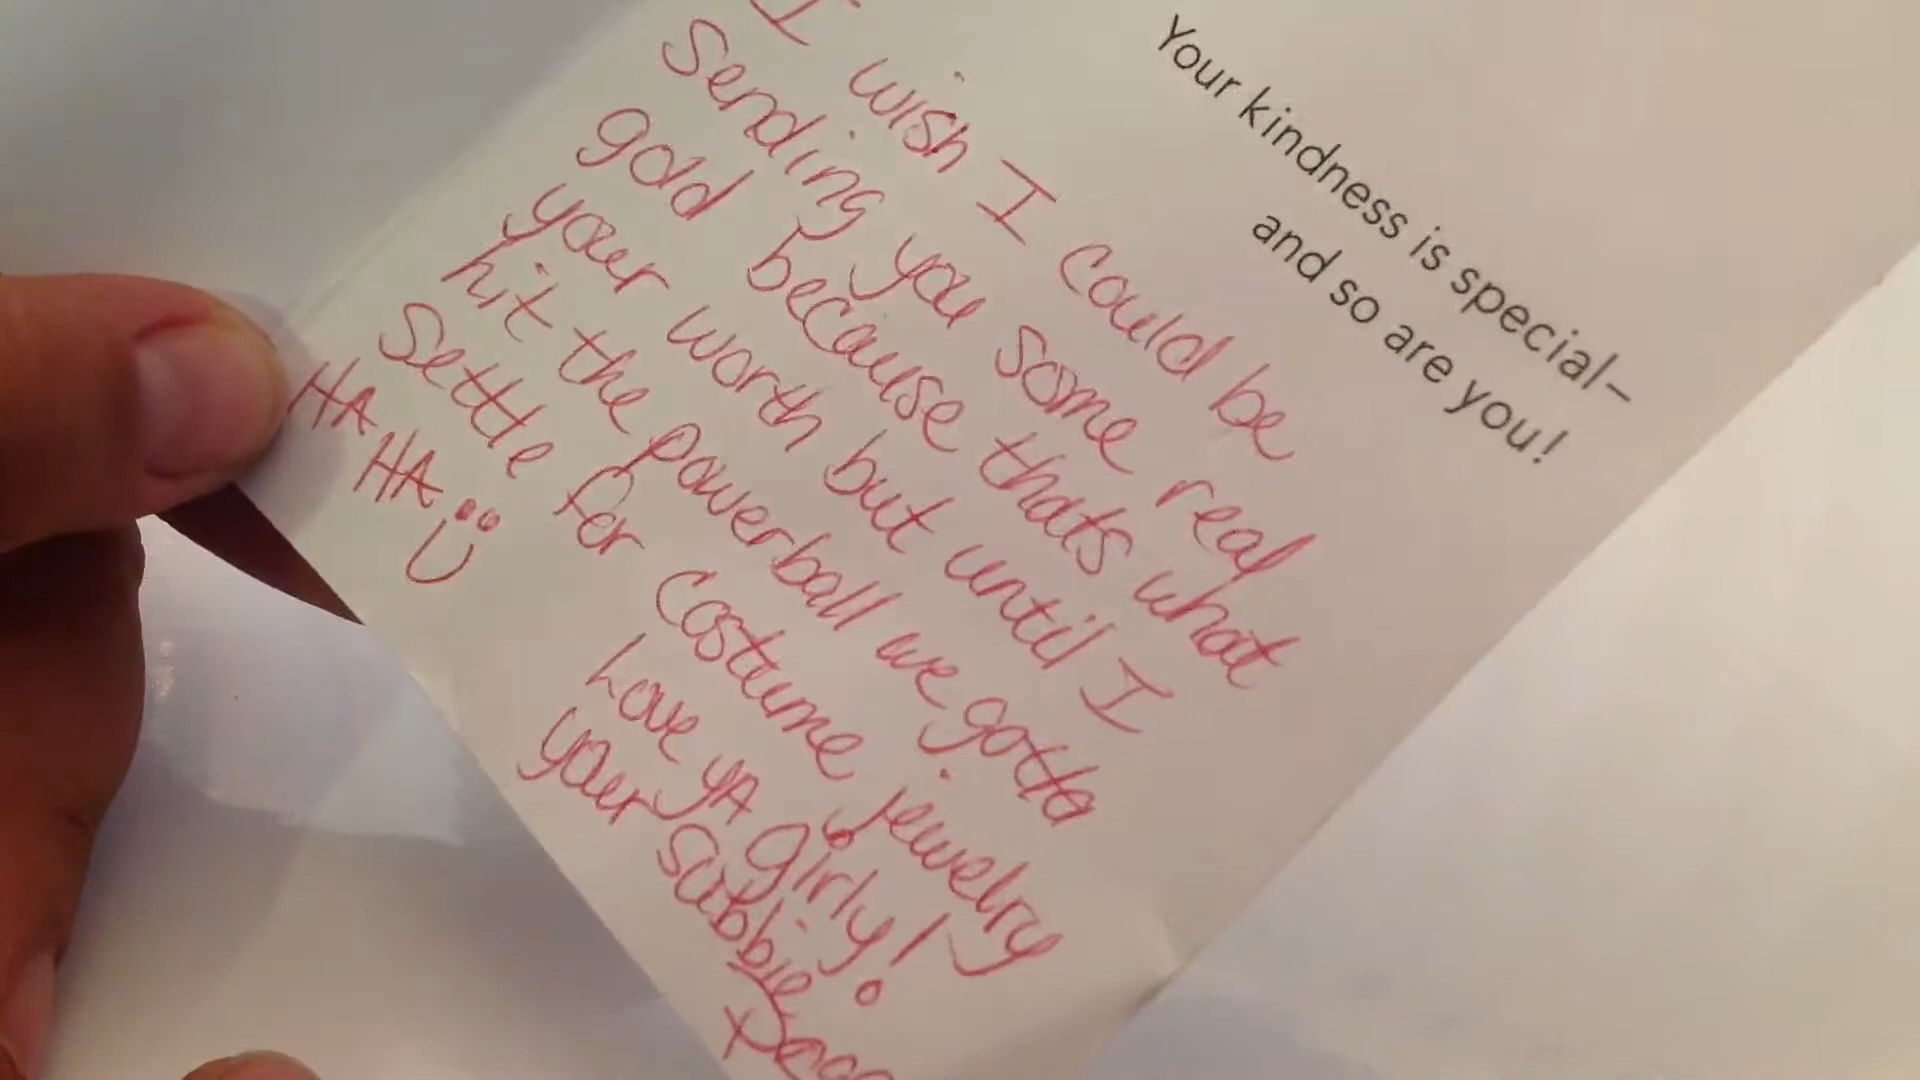 Your kindness is special–
and so are you!
I wish I could be
Sending you some real
gold because thats what
your worth but until I
hit the powerball we gotta
Settle for costume jewelry
HA HA
Love YA Girly!
your Subbie